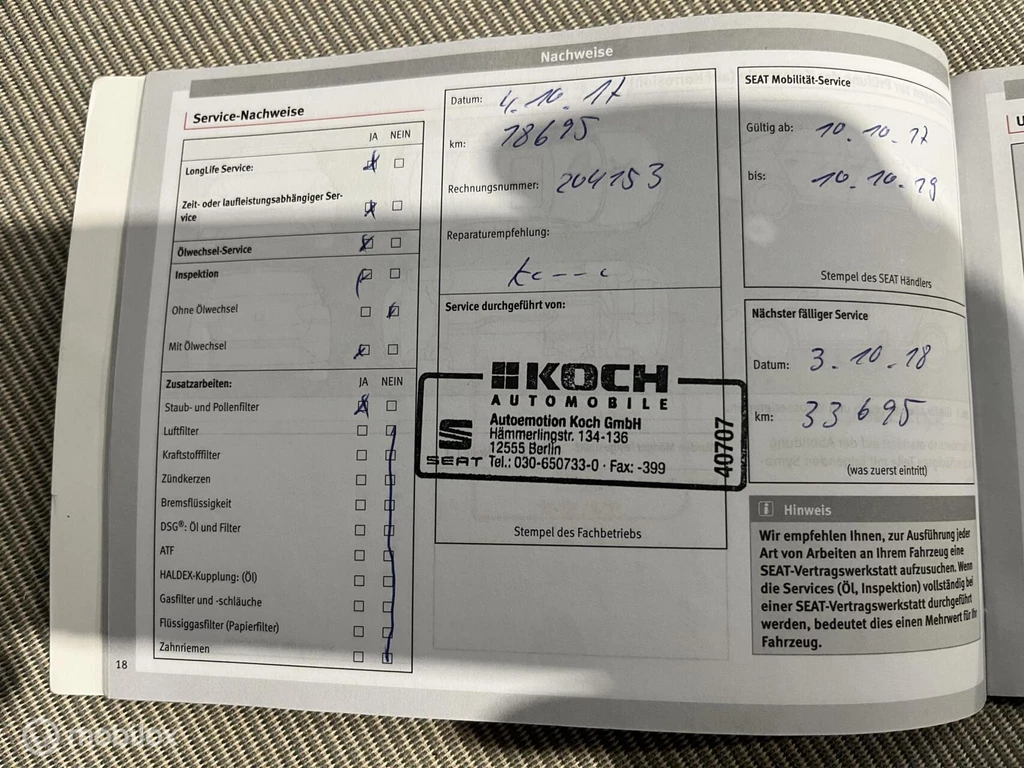 Nachweise
Service-Nachweise
JA NEIN
LongLife Service:
Zeit- oder laufleistungsabhängiger Ser-
vice
Ölwechsel-Service
Inspektion
Ohne Ölwechsel
Mit Ölwechsel
Zusatzarbeiten: JA NEIN
Staub- und Pollenfilter
Luftfilter
Kraftstofffilter
Zündkerzen
Bremsflüssigkeit
DSG®: Öl und Filter
ATF
HALDEX-Kupplung: (Öl)
Gasfilter und -schläuche
Flüssiggasfilter (Papierfilter)
Zahnriemen
18
Datum: 4.10.17
km: 18695
Rechnungsnummer: 204153
Reparaturempfehlung:
Service durchgeführt von:
KOCH
AUTOMOBILE
SEAT
Autoemotion Koch GmbH
Hämmerlingstr. 134-136
12555 Berlin
Tel.: 030-650733-0 · Fax: -399
40707
Stempel des Fachbetriebs
SEAT Mobilität-Service
Gültig ab: 10.10.17
bis: 10.10.19
Stempel des SEAT Händlers
Nächster fälliger Service
Datum: 3.10.18
km: 33695
(was zuerst eintritt)
Hinweis
Wir empfehlen Ihnen, zur Ausführung jeder
Art von Arbeiten an Ihrem Fahrzeug eine
SEAT-Vertragswerkstatt aufzusuchen. Wenn
die Services (Öl, Inspektion) vollständig bei
einer SEAT-Vertragswerkstatt durchgeführt
werden, bedeutet dies einen Mehrwert für Ihr
Fahrzeug.
U